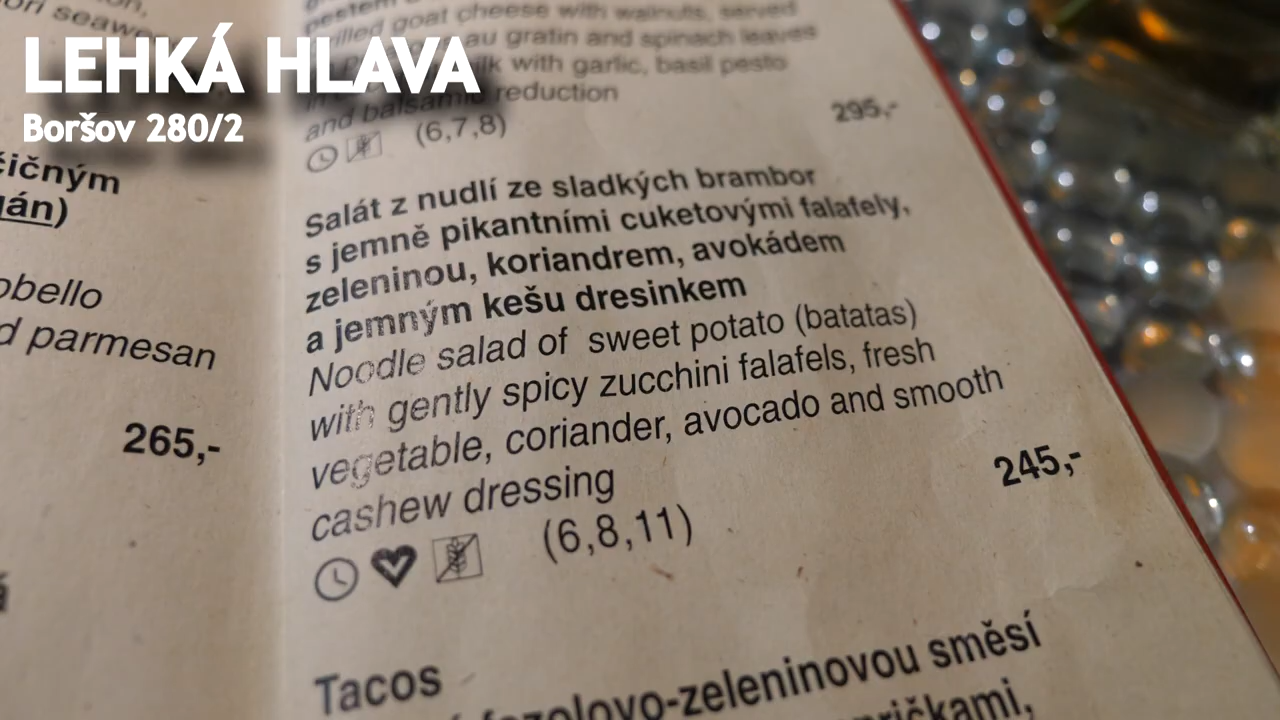 LEHKÁ HLAVA
Boršov 280/2
čičným
gán)
obello
d parmesan
265,-
goat cheese with walnuts, served
au gratin and spinach leaves
with garlic, basil pesto
and balsamic reduction
(6,7,8)
295,-
Salát z nudlí ze sladkých brambor
s jemně pikantními cuketovými falafely,
zeleninou, koriandrem, avokádem
a jemným kešu dresinkem
Noodle salad of sweet potato (batatas)
with gently spicy zucchini falafels, fresh
vegetable, coriander, avocado and smooth
cashew dressing
245,-
(6,8,11)
Tacos
fazolovo-zeleninovou směsí